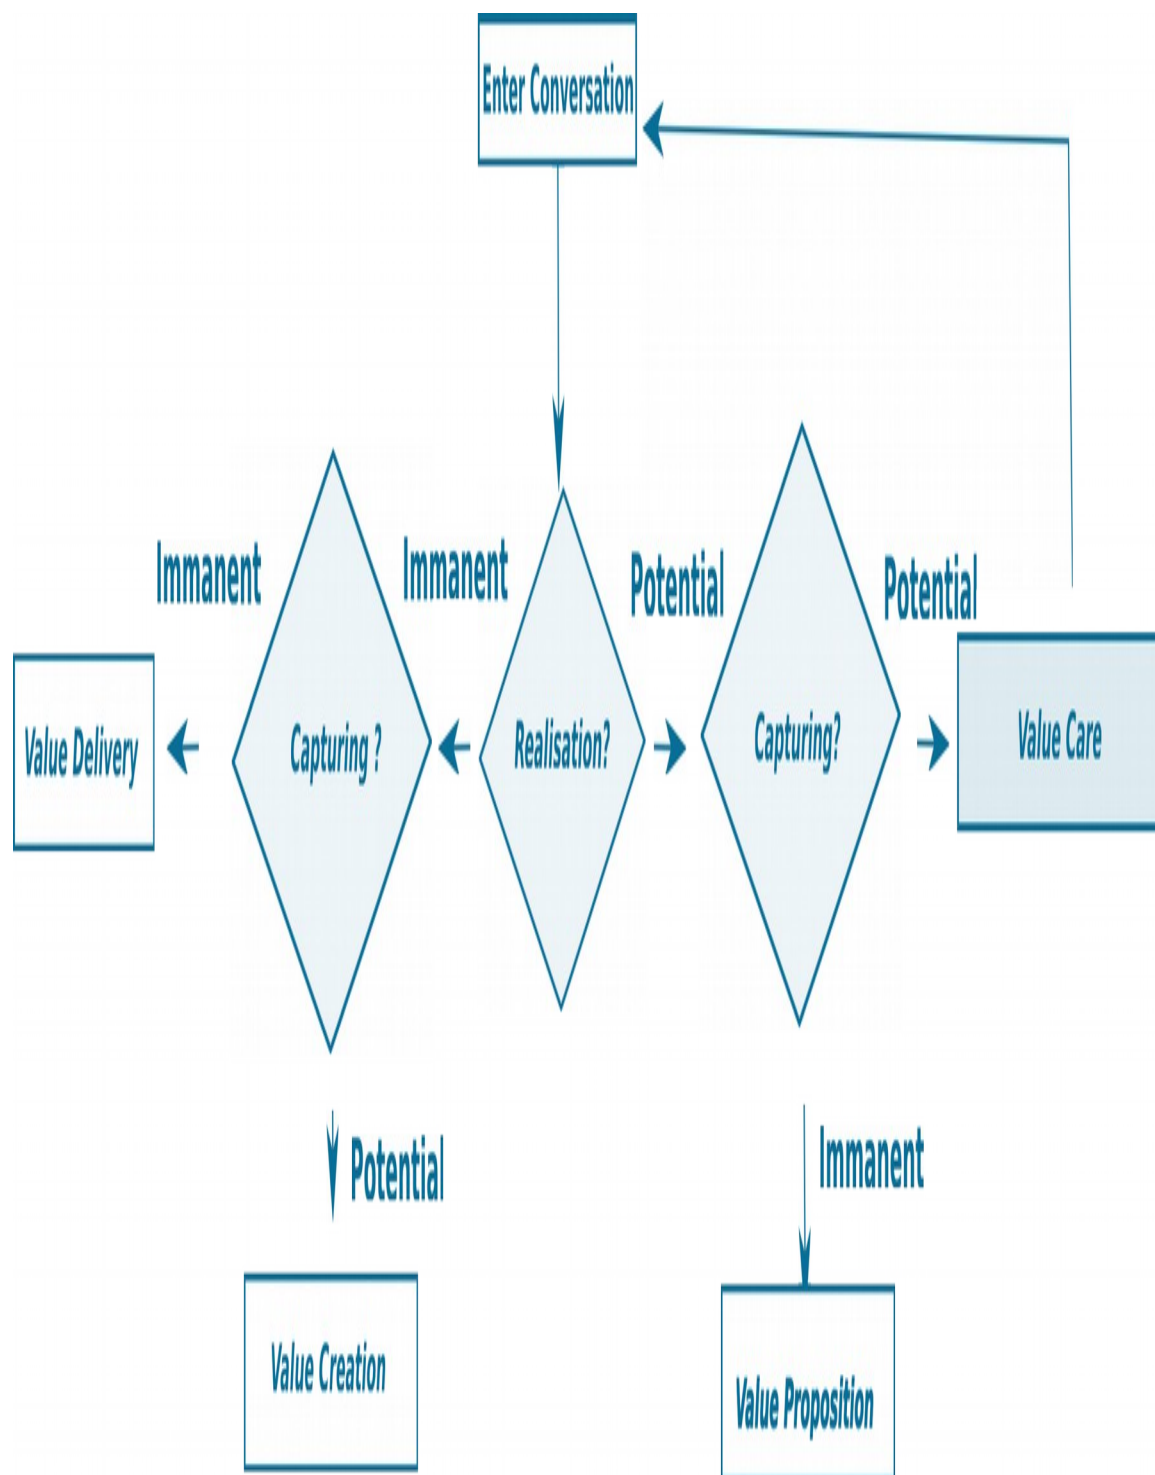 Enter Conversation
Immanent
Immanent
Potential
Potential
Value Delivery
Capturing ?
Realisation?
Capturing?
Value Care
Potential
Immanent
Value Creation
Value Proposition